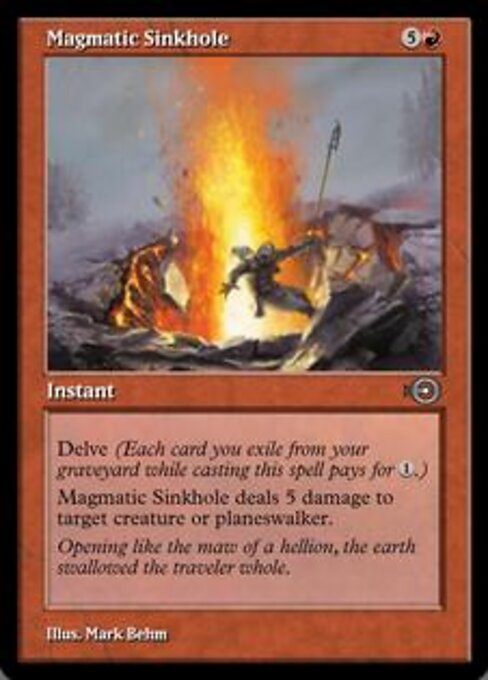 Magmatic Sinkhole 5
Instant
Delve (Each card you exile from your
graveyard while casting this spell pays for 1.)
Magmatic Sinkhole deals 5 damage to
target creature or planeswalker.
Opening like the maw of a hellion, the earth
swallowed the traveler whole.
Illus. Mark Behm